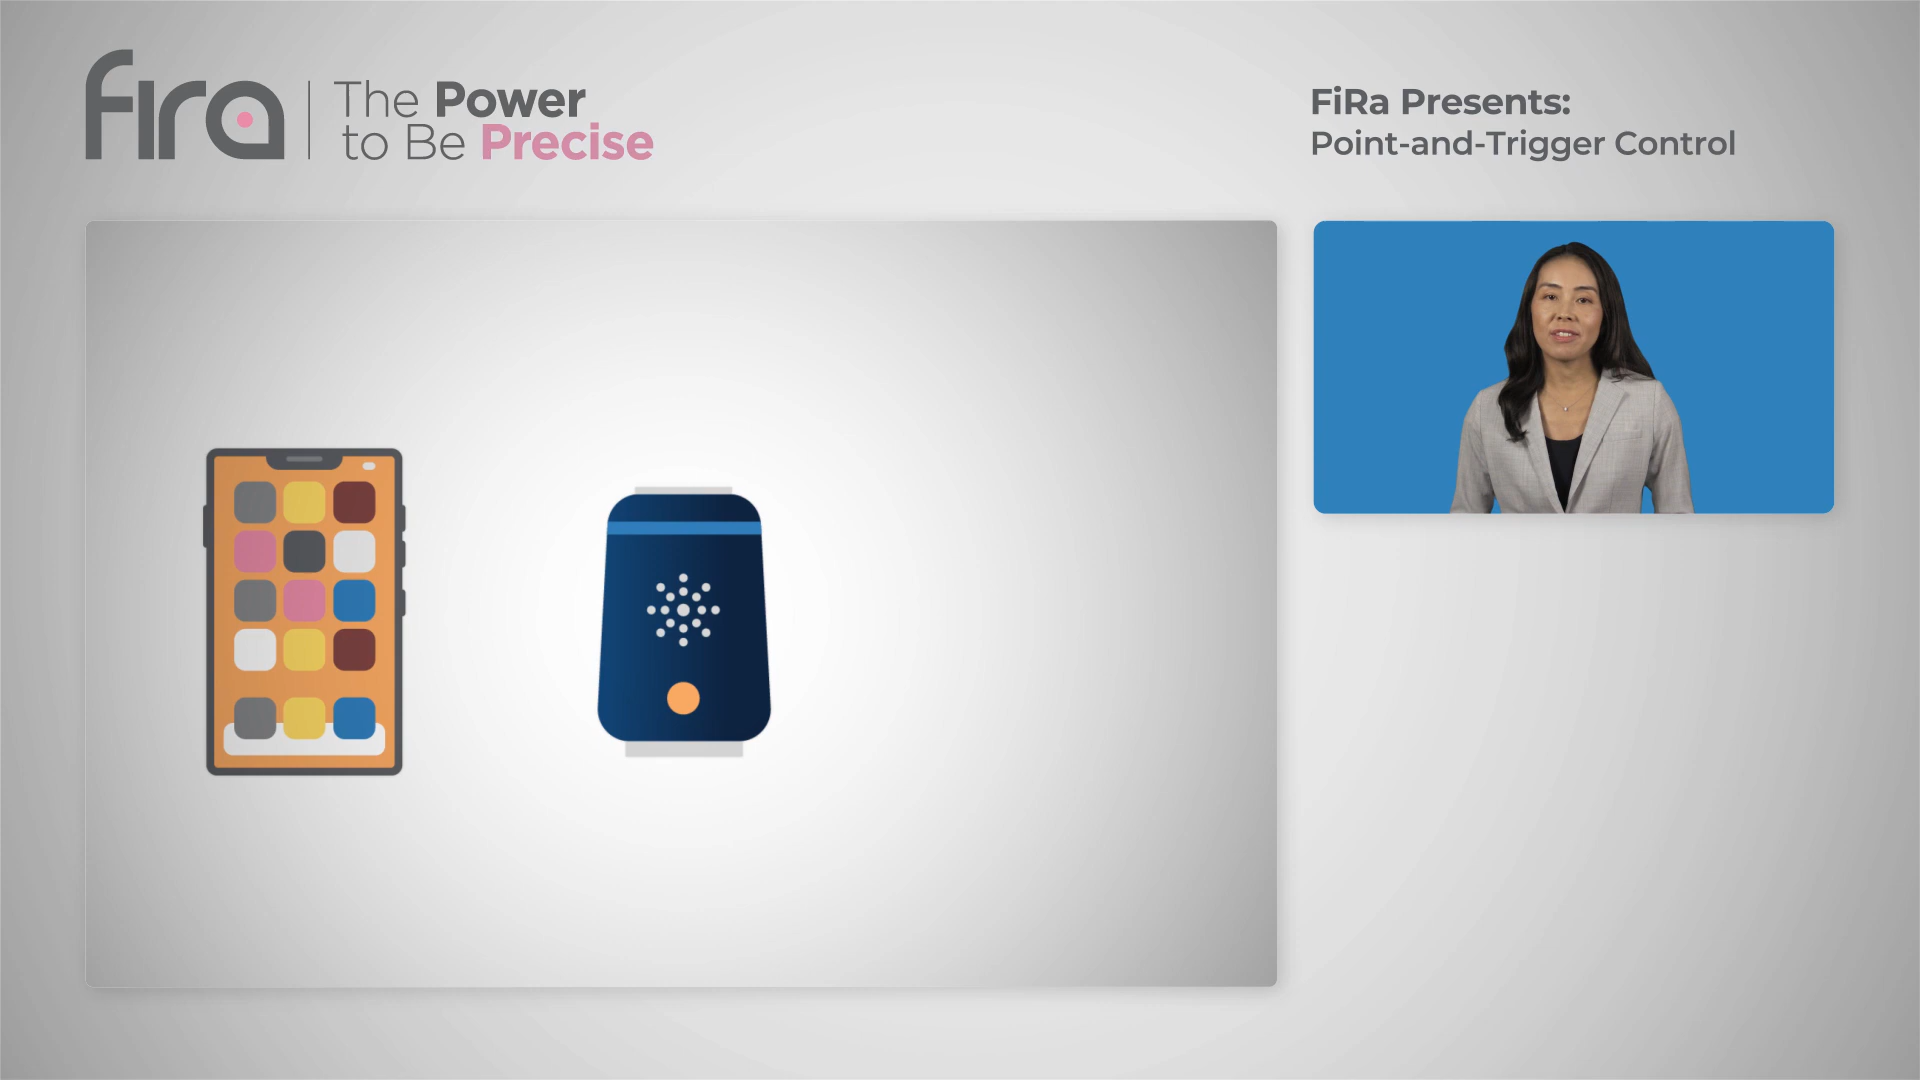 fira
The Power
to Be Precise
FiRa Presents:
Point-and-Trigger Control